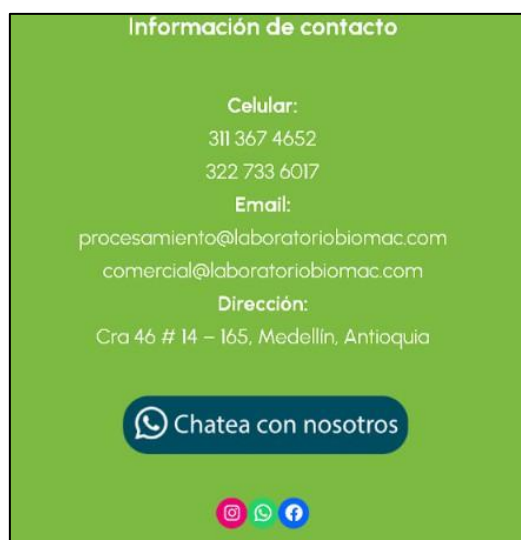 Información de contacto
Celular:
311 367 4652
322 733 6017
Email:
procesamiento@laboratoriobiomac.com
comercial@laboratoriobiomac.com
Dirección:
Cra 46 # 14 – 165, Medellín, Antioquia
Chatea con nosotros